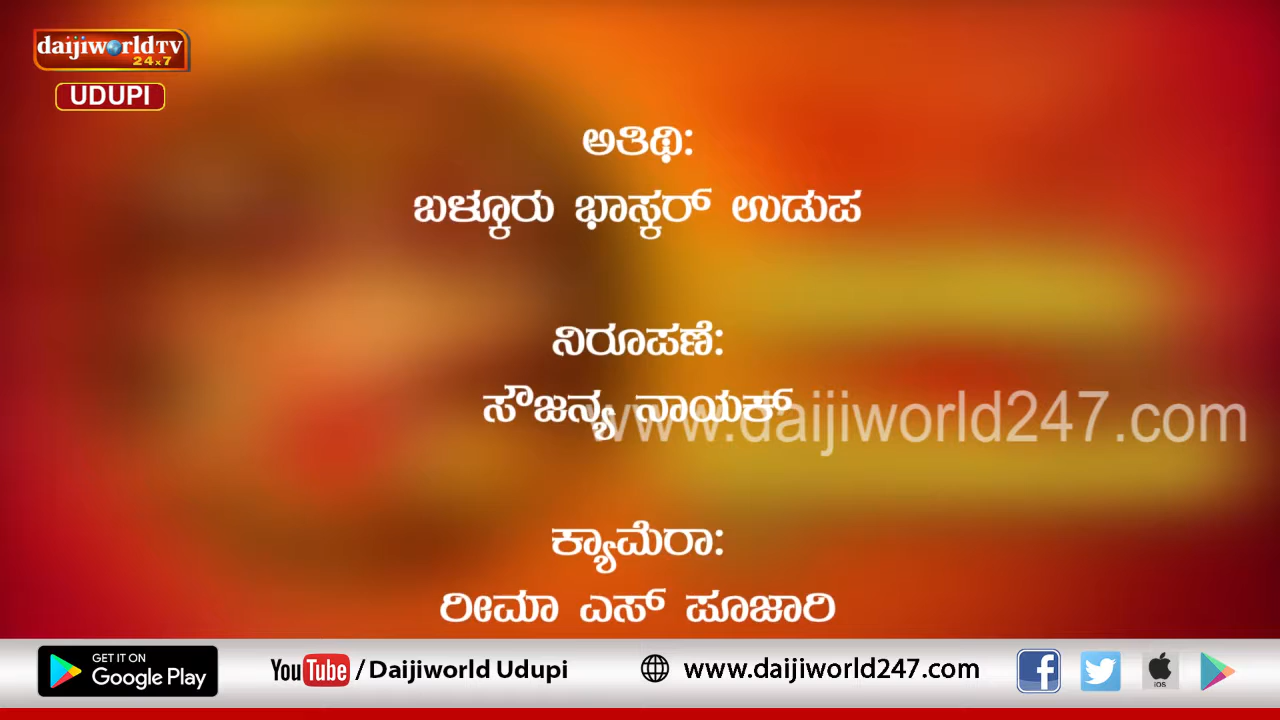 daijiworld TV
24x7
UDUPI
ಅತಿಥಿ:
ಬಳ್ಕೂರು ಭಾಸ್ಕರ್ ಉಡುಪ
ನಿರೂಪಣೆ:
ಸೌಜನ್ಯ ನಾಯಕ್
www.daijiworld247.com
ಕ್ಯಾಮೆರಾ:
ರೀಮಾ ಎಸ್ ಪೂಜಾರಿ
GET IT ON
Google Play
YouTube /Daijiworld Udupi
www.daijiworld247.com
iOS